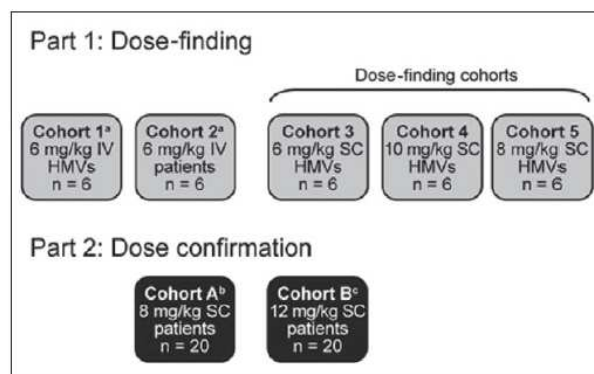 Part 1: Dose-finding
Dose-finding cohorts
Cohort 1ᵃ
6 mg/kg IV
HMVs
n = 6
Cohort 2ᵃ
6 mg/kg IV
patients
n = 6
Cohort 3
6 mg/kg SC
HMVs
n = 6
Cohort 4
10 mg/kg SC
HMVs
n = 6
Cohort 5
8 mg/kg SC
HMVs
n = 6
Part 2: Dose confirmation
Cohort Aᵇ
8 mg/kg SC
patients
n = 20
Cohort Bᶜ
12 mg/kg SC
patients
n = 20